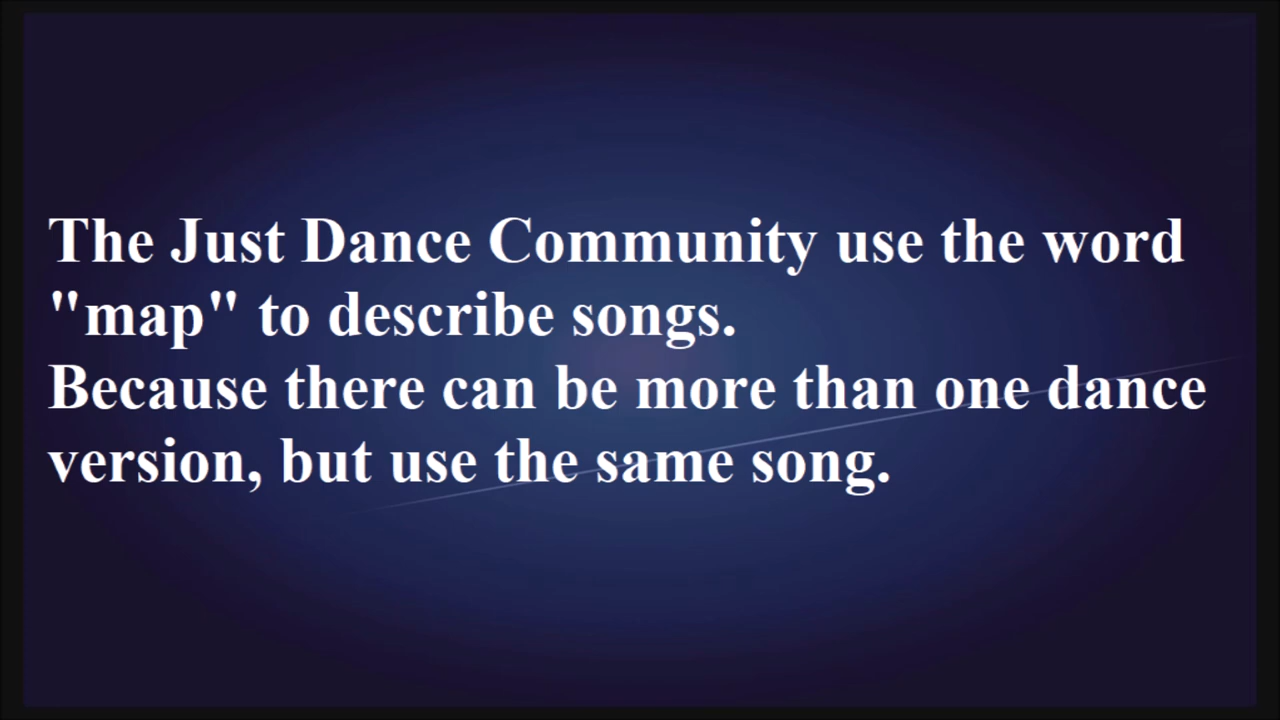 The Just Dance Community use the word
"map" to describe songs.
Because there can be more than one dance
version, but use the same song.